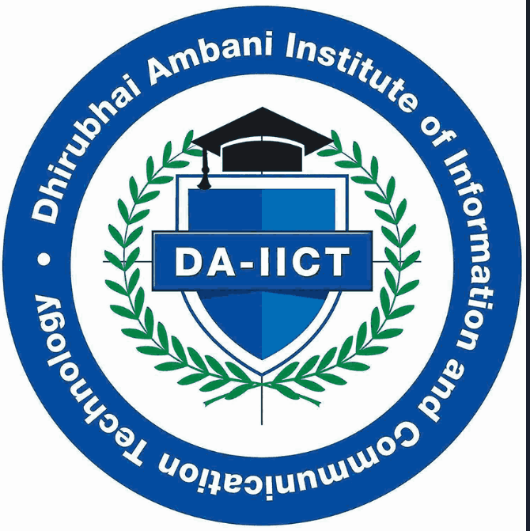 Dhirubhai Ambani Institute of Information and Communication Technology •
DA-IICT